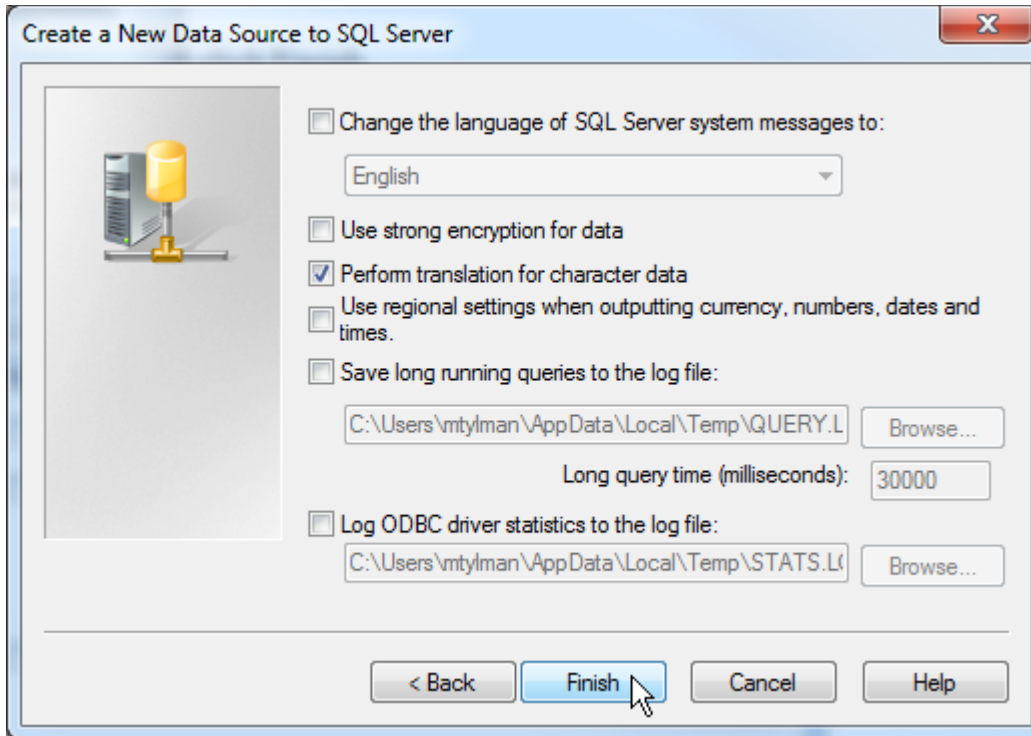 Create a New Data Source to SQL Server
Change the language of SQL Server system messages to:
English
Use strong encryption for data
Perform translation for character data
Use regional settings when outputting currency, numbers, dates and
times.
Save long running queries to the log file:
C:\Users\mtylman\AppData\Local\Temp\QUERY.L
Browse...
Long query time (milliseconds):
30000
Log ODBC driver statistics to the log file:
C:\Users\mtylman\AppData\Local\Temp\STATS.LO
Browse...
< Back
Finish
Cancel
Help